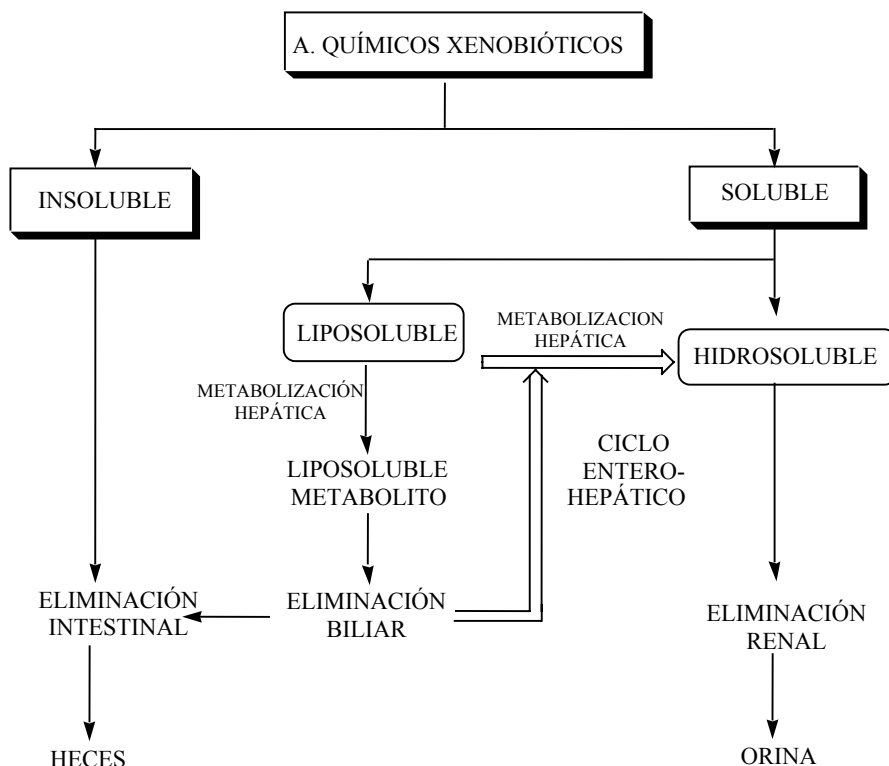 A. QUÍMICOS XENOBIÓTICOS
INSOLUBLE
SOLUBLE
LIPOSOLUBLE
METABOLIZACION
HEPÁTICA
HIDROSOLUBLE
METABOLIZACIÓN
HEPÁTICA
LIPOSOLUBLE
METABOLITO
CICLO
ENTERO-
HEPÁTICO
ELIMINACIÓN
INTESTINAL
ELIMINACIÓN
BILIAR
ELIMINACIÓN
RENAL
HECES
ORINA